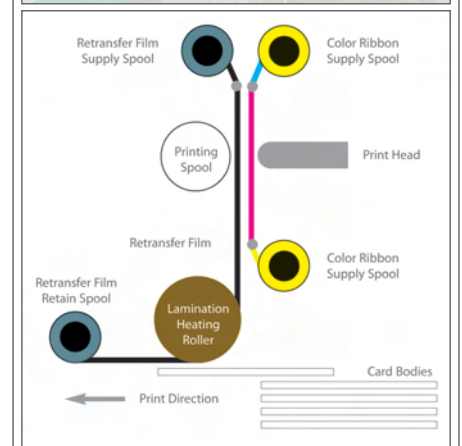 Retransfer Film
Supply Spool
Color Ribbon
Supply Spool
Printing
Spool
Print Head
Retransfer Film
Color Ribbon
Supply Spool
Retransfer Film
Retain Spool
Lamination
Heating
Roller
Card Bodies
Print Direction